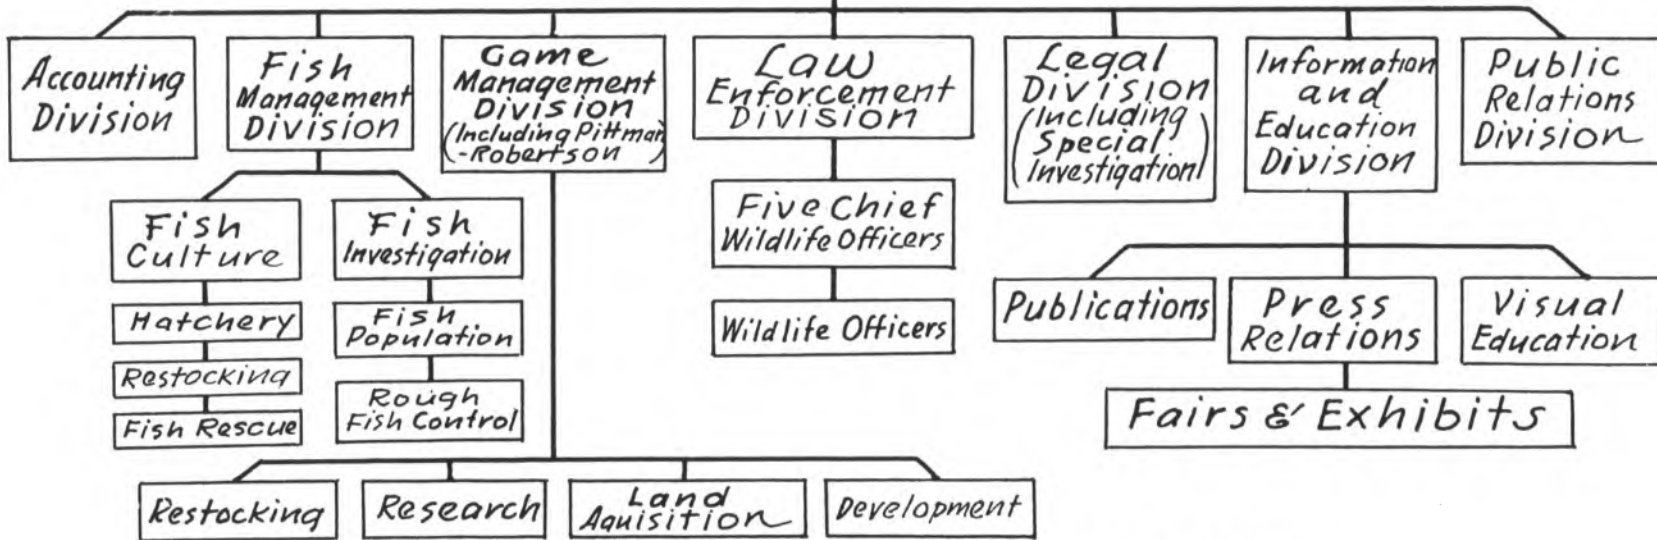 Accounting
Division
Fish
Management
Division
Game
Management
Division
(Including Pittman
-Robertson)
Law
Enforcement
Division
Legal
Division
(Including
Special
Investigation)
Information
and
Education
Division
Public
Relations
Division
Fish
Culture
Fish
Investigation
Five Chief
Wildlife Officers
Hatchery
Fish
Population
Wildlife Officers
Publications
Press
Relations
Visual
Education
Restocking
Rough
Fish Control
Fish Rescue
Fairs & Exhibits
Restocking
Research
Land
Aquisition
Development